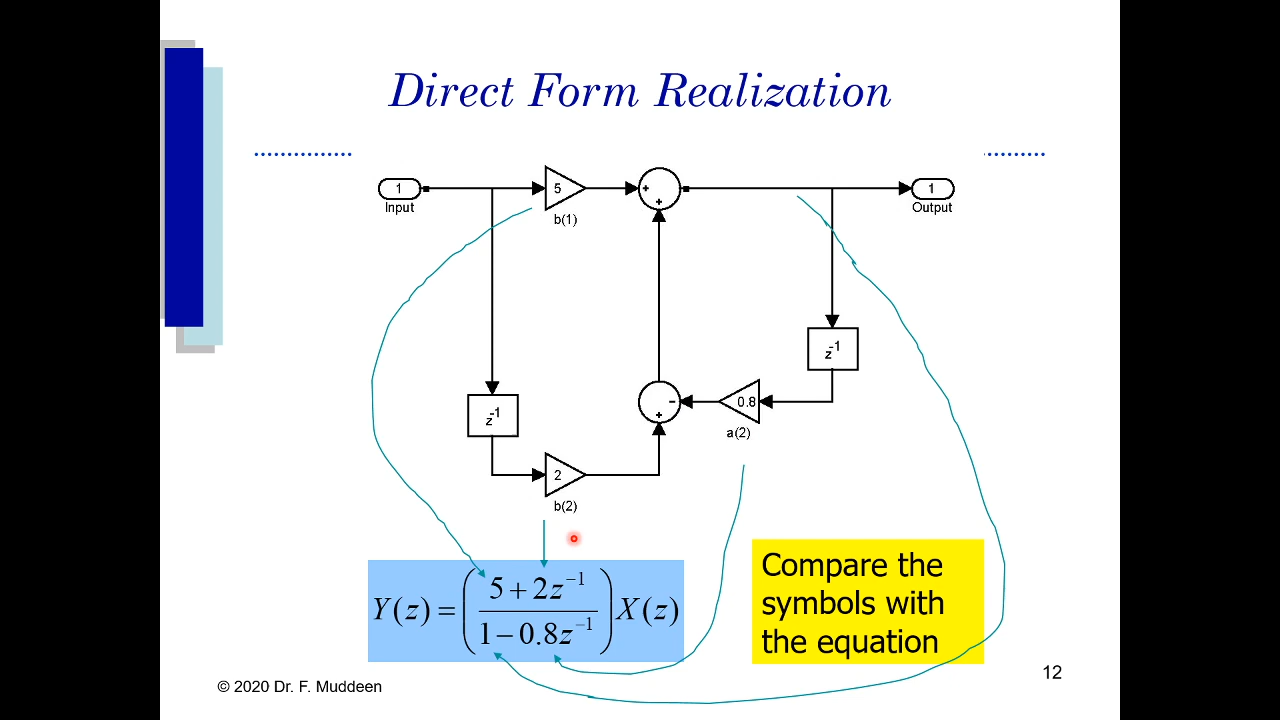 Direct Form Realization
1
Input
5
b(1)
+
+
1
Output
z-1
z-1
-
+
0.8
a(2)
2
b(2)
Y(z) = ( 5 + 2z⁻¹ / 1 − 0.8z⁻¹ ) X(z)
Compare the
symbols with
the equation
12
© 2020 Dr. F. Muddeen